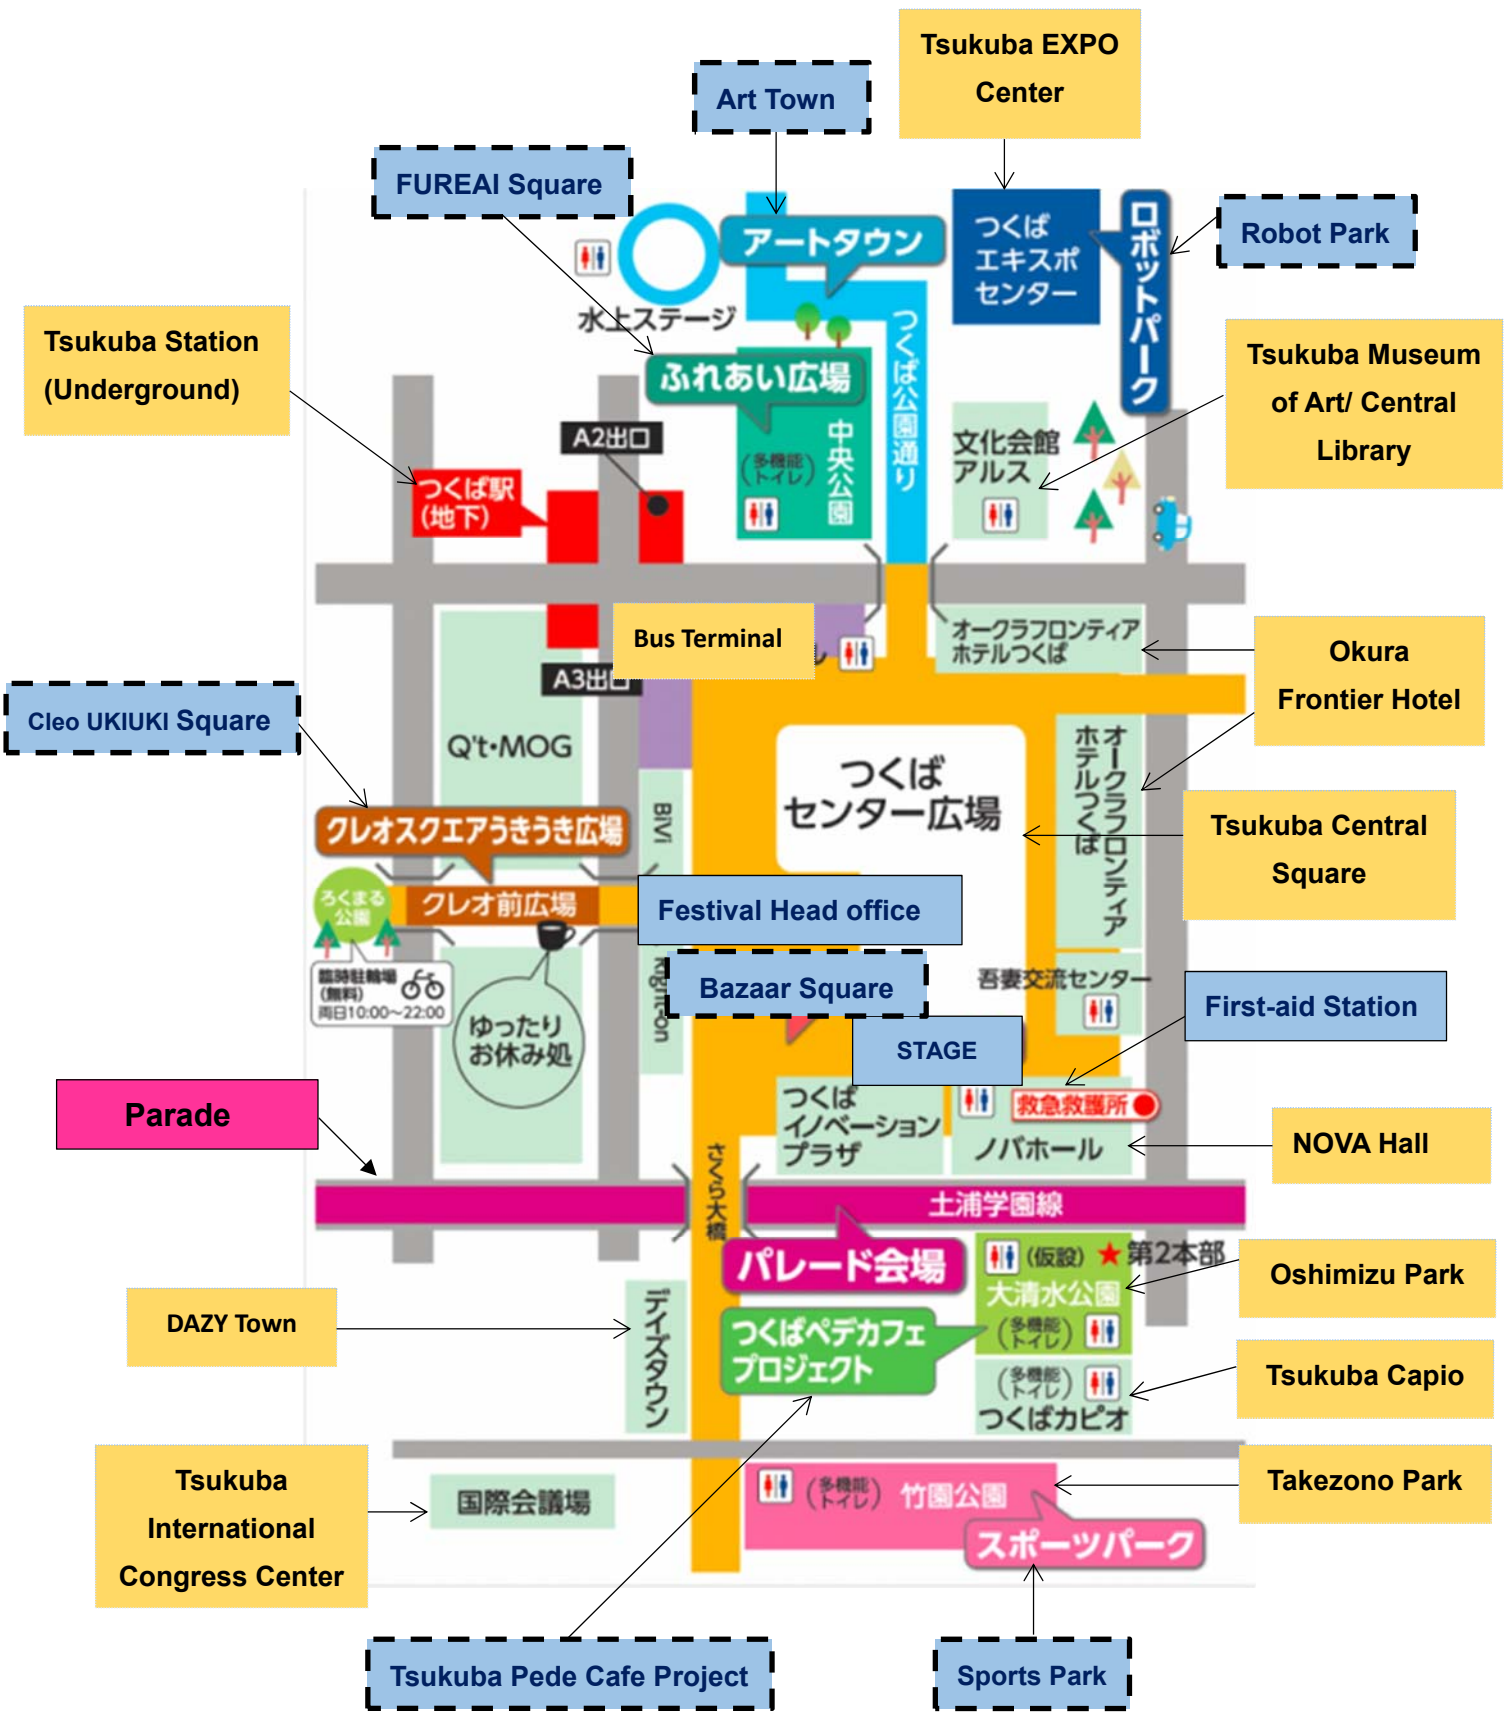 Tsukuba EXPO
Center
Art Town
FUREAI Square
Robot Park
つくば
エキスポ
センター
ロボットパーク
アートタウン
水上ステージ
つくば公園通り
Tsukuba Station
(Underground)
Tsukuba Museum
of Art/ Central
Library
ふれあい広場
中央公園
(多機能
トイレ)
A2出口
文化会館
アルス
つくば駅
(地下)
Bus Terminal
オークラフロンティア
ホテルつくば
Okura
Frontier Hotel
A3出口
Cleo UKIUKI Square
Q't・MOG
つくば
センター広場
オークラフロンティア
ホテルつくば
BiVi
クレオスクエアうきうき広場
Tsukuba Central
Square
ろくまる
公園
クレオ前広場
Festival Head office
臨時駐輪場
(無料)
両日10:00〜22:00
Right-on
Bazaar Square
吾妻交流センター
First-aid Station
ゆったり
お休み処
STAGE
Parade
つくば
イノベーション
プラザ
救急救護所
ノバホール
NOVA Hall
さくら大橋
土浦学園線
パレード会場
(仮設)
★第2本部
大清水公園
(多機能
トイレ)
Oshimizu Park
DAZY Town
デイズタウン
つくばペデカフェ
プロジェクト
(多機能
トイレ)
つくばカピオ
Tsukuba Capio
Tsukuba
International
Congress Center
国際会議場
(多機能
トイレ)
竹園公園
Takezono Park
スポーツパーク
Tsukuba Pede Cafe Project
Sports Park